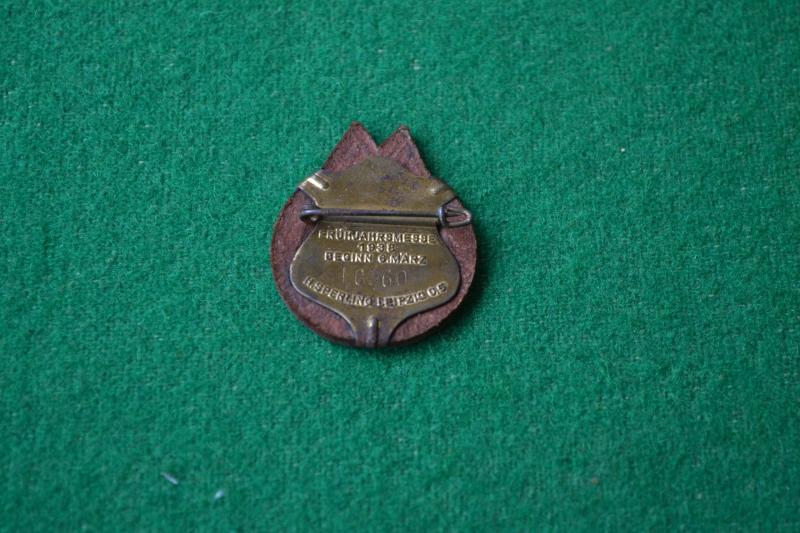 FRÜHJAHRSMESSE
1938
BEGINN 6.MÄRZ
H.SPERLING LEIPZIG O.5